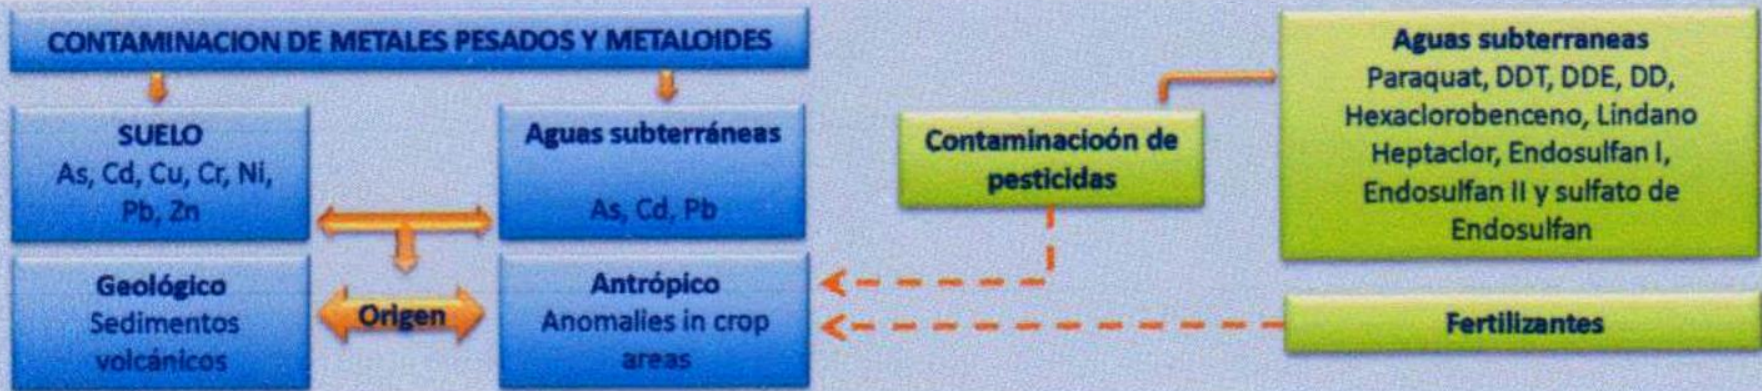 CONTAMINACION DE METALES PESADOS Y METALOIDES
SUELO
As, Cd, Cu, Cr, Ni,
Pb, Zn
Aguas subterráneas
As, Cd, Pb
Geológico
Sedimentos
volcánicos
Origen
Antrópico
Anomalies in crop
areas
Contaminacioón de
pesticidas
Aguas subterraneas
Paraquat, DDT, DDE, DD,
Hexaclorobenceno, Lindano
Heptaclor, Endosulfan I,
Endosulfan II y sulfato de
Endosulfan
Fertilizantes